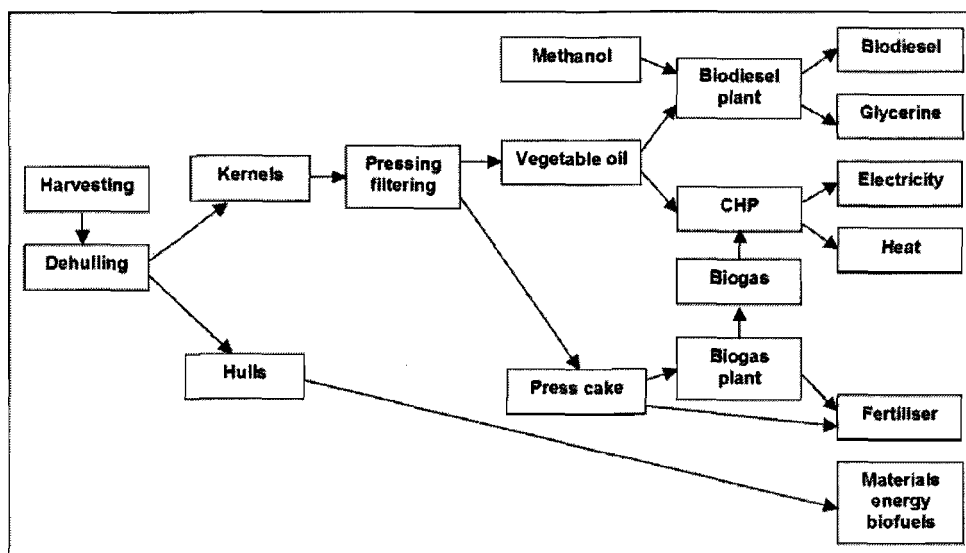 Methanol
Biodiesel
plant
Biodiesel
Glycerine
Harvesting
Kernels
Pressing
filtering
Vegetable oil
CHP
Electricity
Heat
Dehulling
Biogas
Hulls
Press cake
Biogas
plant
Fertiliser
Materials
energy
biofuels